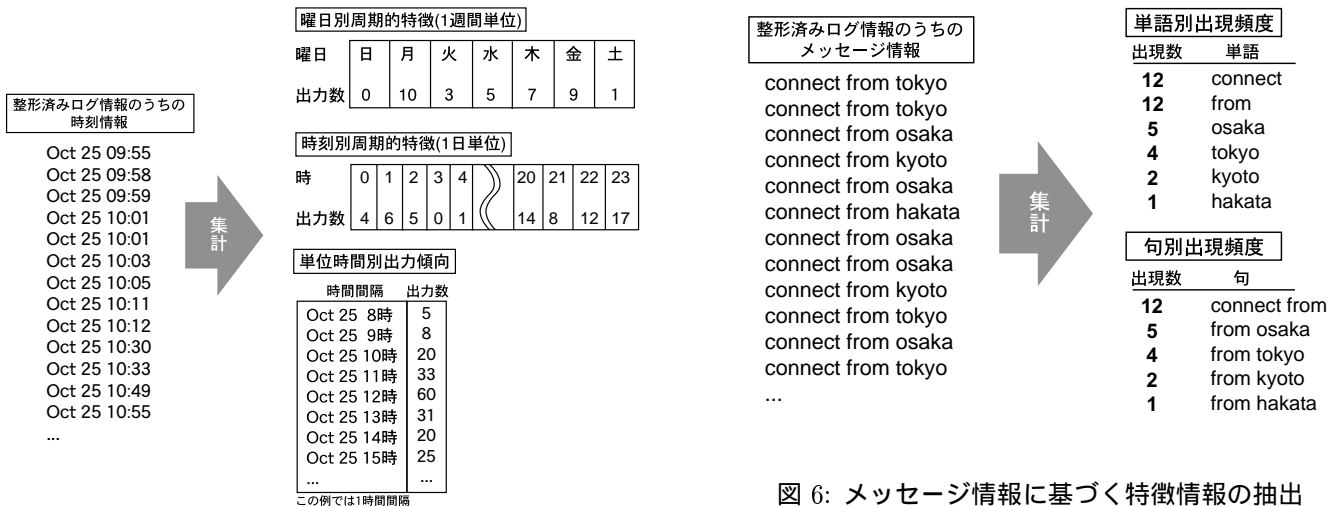 整形済みログ情報のうちの
時刻情報
Oct 25 09:55
Oct 25 09:58
Oct 25 09:59
Oct 25 10:01
Oct 25 10:01
Oct 25 10:03
Oct 25 10:05
Oct 25 10:11
Oct 25 10:12
Oct 25 10:30
Oct 25 10:33
Oct 25 10:49
Oct 25 10:55
...
集計
曜日別周期的特徴(1週間単位)
曜日 日 月 火 水 木 金 土
出力数 0 10 3 5 7 9 1
時刻別周期的特徴(1日単位)
時 0 1 2 3 4 20 21 22 23
出力数 4 6 5 0 1 14 8 12 17
単位時間別出力傾向
時間間隔 出力数
Oct 25 8時 5
Oct 25 9時 8
Oct 25 10時 20
Oct 25 11時 33
Oct 25 12時 60
Oct 25 13時 31
Oct 25 14時 20
Oct 25 15時 25
... ...
この例では1時間間隔
整形済みログ情報のうちの
メッセージ情報
connect from tokyo
connect from tokyo
connect from osaka
connect from kyoto
connect from osaka
connect from hakata
connect from osaka
connect from osaka
connect from kyoto
connect from tokyo
connect from osaka
connect from tokyo
...
集計
単語別出現頻度
出現数 単語
12 connect
12 from
5 osaka
4 tokyo
2 kyoto
1 hakata
句別出現頻度
出現数 句
12 connect from
5 from osaka
4 from tokyo
2 from kyoto
1 from hakata
図 6: メッセージ情報に基づく特徴情報の抽出